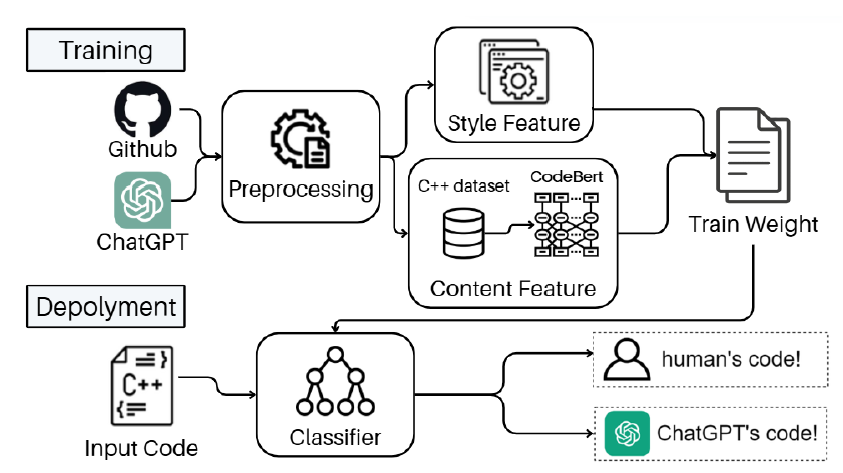 Training
Github
ChatGPT
Preprocessing
Style Feature
C++ dataset
CodeBert
Content Feature
Train Weight
Depolyment
C++
Input Code
Classifier
human's code!
ChatGPT's code!